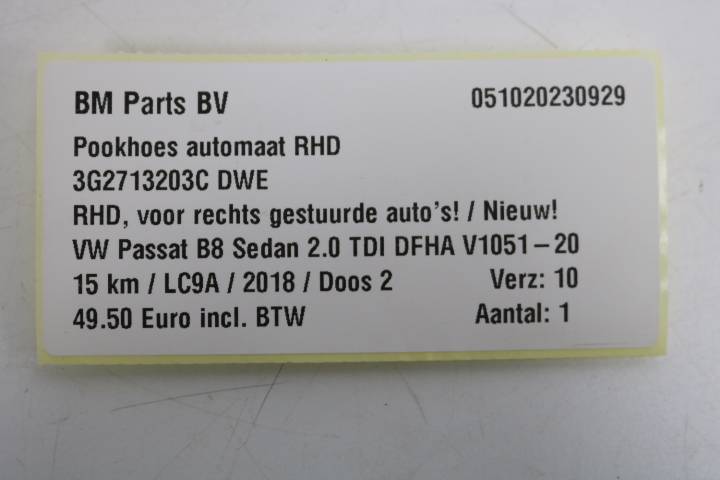 BM Parts BV 051020230929
Pookhoes automaat RHD
3G2713203C DWE
RHD, voor rechts gestuurde auto's! / Nieuw!
VW Passat B8 Sedan 2.0 TDI DFHA V1051-20
15 km / LC9A / 2018 / Doos 2 Verz: 10
49.50 Euro incl. BTW Aantal: 1